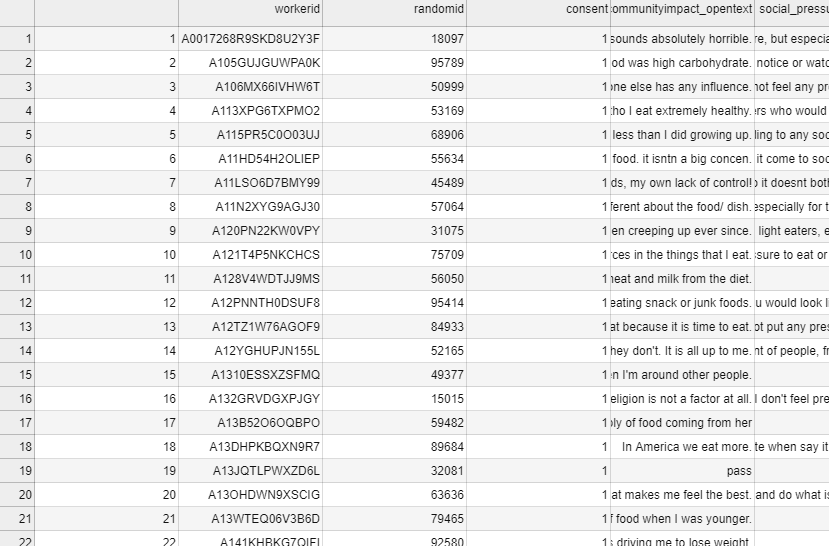 workerid randomid consent ommunityimpact_opentext social_pressu
1 1 A0017268R9SKD8U2Y3F 18097 1 sounds absolutely horrible. re, but especia
2 2 A105GUJGUWPA0K 95789 1 od was high carbohydrate. notice or watc
3 3 A106MX66IVHW6T 50999 1 one else has any influence. not feel any pre
4 4 A113XPG6TXPMO2 53169 1 tho I eat extremely healthy. ers who would
5 5 A115PR5C0O03UJ 68906 1 less than I did growing up. ling to any soc
6 6 A11HD54H2OLIEP 55634 1 food. it isntn a big concen. it come to soc
7 7 A11LSO6D7BMY99 45489 1 ds, my own lack of control! o it doesnt both
8 8 A11N2XYG9AGJ30 57064 1 ferent about the food/ dish. especially for t
9 9 A120PN22KW0VPY 31075 1 en creeping up ever since. light eaters, e
10 10 A121T4P5NKCHCS 75709 1 rces in the things that I eat. sure to eat or
11 11 A128V4WDTJJ9MS 56050 1 meat and milk from the diet.
12 12 A12PNNTH0DSUF8 95414 1 eating snack or junk foods. u would look li
13 13 A12TZ1W76AGOF9 84933 1 at because it is time to eat. ot put any pres
14 14 A12YGHUPJN155L 52165 1 they don't. It is all up to me. nt of people, fr
15 15 A1310ESSXZSFMQ 49377 1 en I'm around other people.
16 16 A132GRVDGXPJGY 15015 1 eligion is not a factor at all. I don't feel pre
17 17 A13B52O6OQBPO 59482 1 ply of food coming from her
18 18 A13DHPKBQXN9R7 89684 1 In America we eat more. te when say it
19 19 A13JQTLPWXZD6L 32081 1 pass
20 20 A13OHDWN9XSCIG 63636 1 at makes me feel the best. and do what is
21 21 A13WTEQ06V3B6D 79465 1 f food when I was younger.
22 22 A141KHBKG7QIFI 92580 1 s driving me to lose weight.